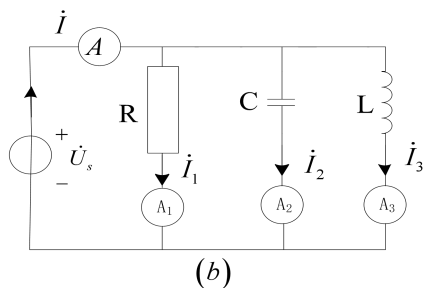 İ A
+
U̇ₛ
−
R
C
L
İ₁
İ₂
İ₃
A₁
A₂
A₃
(b)